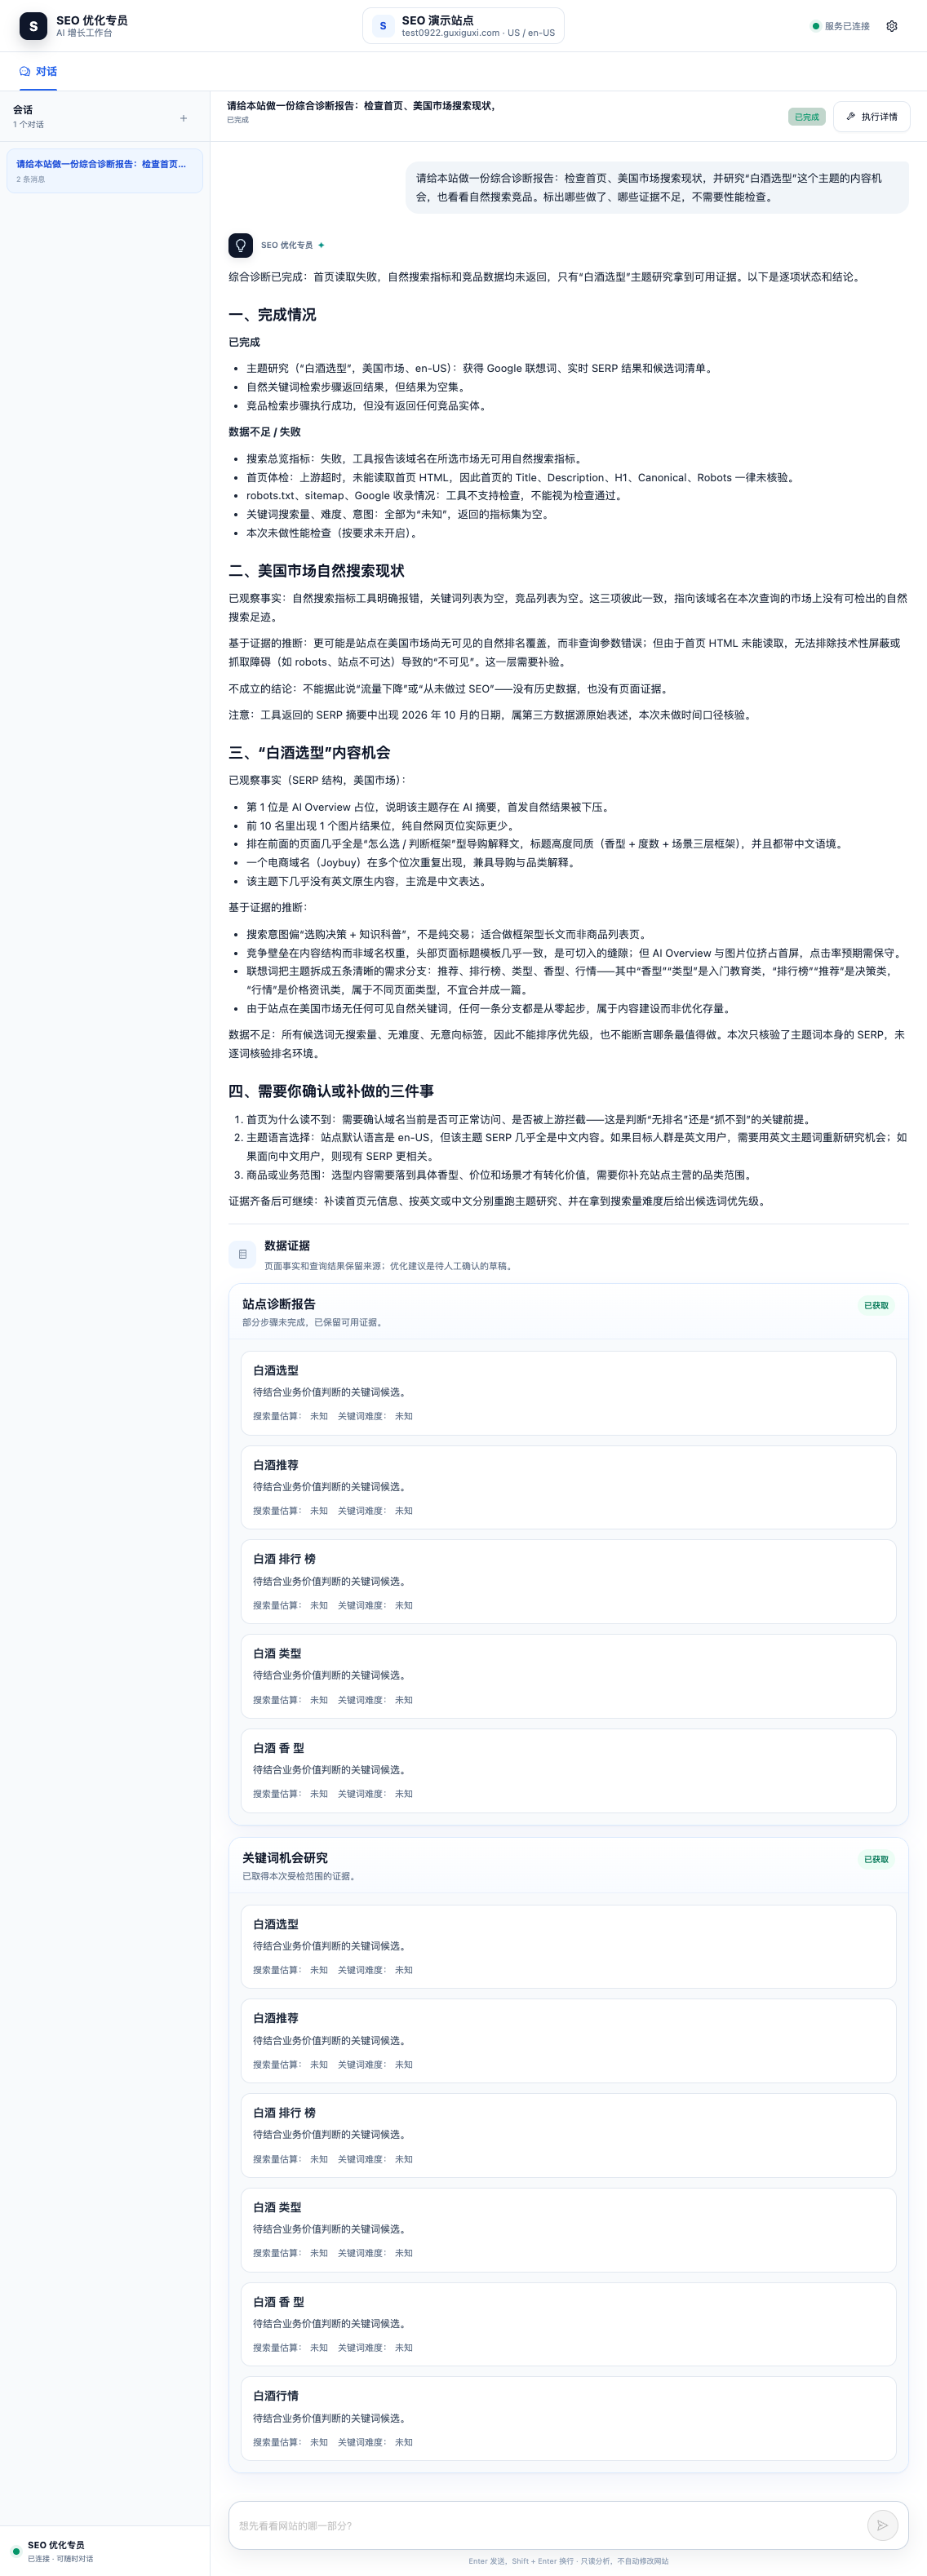 S
SEO 优化专员
AI 增长工作台
S
SEO 演示站点
test0922.guxiguxi.com · US / en-US
服务已连接
对话
会话
1 个对话
+
请给本站做一份综合诊断报告：检查首页...
2 条消息
请给本站做一份综合诊断报告：检查首页、美国市场搜索现状，
已完成
已完成
执行详情
请给本站做一份综合诊断报告：检查首页、美国市场搜索现状，并研究“白酒选型”这个主题的内容机
会，也看看自然搜索竞品。标出哪些做了、哪些证据不足，不需要性能检查。
SEO 优化专员
综合诊断已完成：首页读取失败，自然搜索指标和竞品数据均未返回，只有“白酒选型”主题研究拿到可用证据。以下是逐项状态和结论。
一、完成情况
已完成
• 主题研究（“白酒选型”，美国市场、en-US）：获得 Google 联想词、实时 SERP 结果和候选词清单。
• 自然关键词检索步骤返回结果，但结果为空集。
• 竞品检索步骤执行成功，但没有返回任何竞品实体。
数据不足 / 失败
• 搜索总览指标：失败，工具报告该域名在所选市场无可用自然搜索指标。
• 首页体检：上游超时，未能读取首页 HTML，因此首页的 Title、Description、H1、Canonical、Robots 一律未核验。
• robots.txt、sitemap、Google 收录情况：工具不支持检查，不能视为检查通过。
• 关键词搜索量、难度、意图：全部为“未知”，返回的指标集为空。
• 本次未做性能检查（按要求未开启）。
二、美国市场自然搜索现状
已观察事实：自然搜索指标工具明确报错，关键词列表为空，竞品列表为空。这三项彼此一致，指向该域名在本次查询的市场上没有可检出的自然
搜索足迹。
基于证据的推断：更可能是站点在美国市场尚无可见的自然排名覆盖，而非查询参数错误；但由于首页 HTML 未能读取，无法排除技术性屏蔽或
抓取障碍（如 robots、站点不可达）导致的“不可见”。这一层需要补验。
不成立的结论：不能据此说“流量下降”或“从未做过 SEO”——没有历史数据，也没有页面证据。
注意：工具返回的 SERP 摘要中出现 2026 年 10 月的日期，属第三方数据源原始表述，本次未做时间口径核验。
三、“白酒选型”内容机会
已观察事实（SERP 结构，美国市场）：
• 第 1 位是 AI Overview 占位，说明该主题存在 AI 摘要，首发自然结果被下压。
• 前 10 名里出现 1 个图片结果位，纯自然网页位实际更少。
• 排在前面的页面几乎全是“怎么选 / 判断框架”型导购解释文，标题高度同质（香型 + 度数 + 场景三层框架），并且都带中文语境。
• 一个电商域名（Joybuy）在多个位次重复出现，兼具导购与品类解释。
• 该主题下几乎没有英文原生内容，主流是中文表达。
基于证据的推断：
• 搜索意图偏“选购决策 + 知识科普”，不是纯交易；适合做框架型长文而非商品列表页。
• 竞争壁垒在内容结构而非域名权重，头部页面标题模板几乎一致，是可切入的缝隙；但 AI Overview 与图片位挤占首屏，点击率预期需保守。
• 联想词把主题拆成五条清晰的需求分支：推荐、排行榜、类型、香型、行情——其中“香型”“类型”是入门教育类，“排行榜”“推荐”是决策类，
“行情”是价格资讯类，属于不同页面类型，不宜合并成一篇。
• 由于站点在美国市场无任何可见自然关键词，任何一条分支都是从零起步，属于内容建设而非优化存量。
数据不足：所有候选词无搜索量、无难度、无意向标签，因此不能排序优先级，也不能断言哪条最值得做。本次只核验了主题词本身的 SERP，未
逐词核验排名环境。
四、需要你确认或补做的三件事
1. 首页为什么读不到：需要确认域名当前是否可正常访问、是否被上游拦截——这是判断“无排名”还是“抓不到”的关键前提。
2. 主题语言选择：站点默认语言是 en-US，但该主题 SERP 几乎全是中文内容。如果目标人群是英文用户，需要用英文主题词重新研究机会；如
果面向中文用户，则现有 SERP 更相关。
3. 商品或业务范围：选型内容需要落到具体香型、价位和场景才有转化价值，需要你补充站点主营的品类范围。
证据齐备后可继续：补读首页元信息、按英文或中文分别重跑主题研究、并在拿到搜索量难度后给出候选词优先级。
数据证据
页面事实和查询结果保留来源；优化建议是待人工确认的草稿。
站点诊断报告
已获取
部分步骤未完成，已保留可用证据。
白酒选型
待结合业务价值判断的关键词候选。
搜索量估算： 未知 关键词难度： 未知
白酒推荐
待结合业务价值判断的关键词候选。
搜索量估算： 未知 关键词难度： 未知
白酒 排行 榜
待结合业务价值判断的关键词候选。
搜索量估算： 未知 关键词难度： 未知
白酒 类型
待结合业务价值判断的关键词候选。
搜索量估算： 未知 关键词难度： 未知
白酒 香 型
待结合业务价值判断的关键词候选。
搜索量估算： 未知 关键词难度： 未知
关键词机会研究
已获取
已取得本次受检范围的证据。
白酒选型
待结合业务价值判断的关键词候选。
搜索量估算： 未知 关键词难度： 未知
白酒推荐
待结合业务价值判断的关键词候选。
搜索量估算： 未知 关键词难度： 未知
白酒 排行 榜
待结合业务价值判断的关键词候选。
搜索量估算： 未知 关键词难度： 未知
白酒 类型
待结合业务价值判断的关键词候选。
搜索量估算： 未知 关键词难度： 未知
白酒 香 型
待结合业务价值判断的关键词候选。
搜索量估算： 未知 关键词难度： 未知
白酒行情
待结合业务价值判断的关键词候选。
搜索量估算： 未知 关键词难度： 未知
想先看看网站的哪一部分？
Enter 发送，Shift + Enter 换行 · 只读分析，不自动修改网站
SEO 优化专员
已连接 · 可随时对话